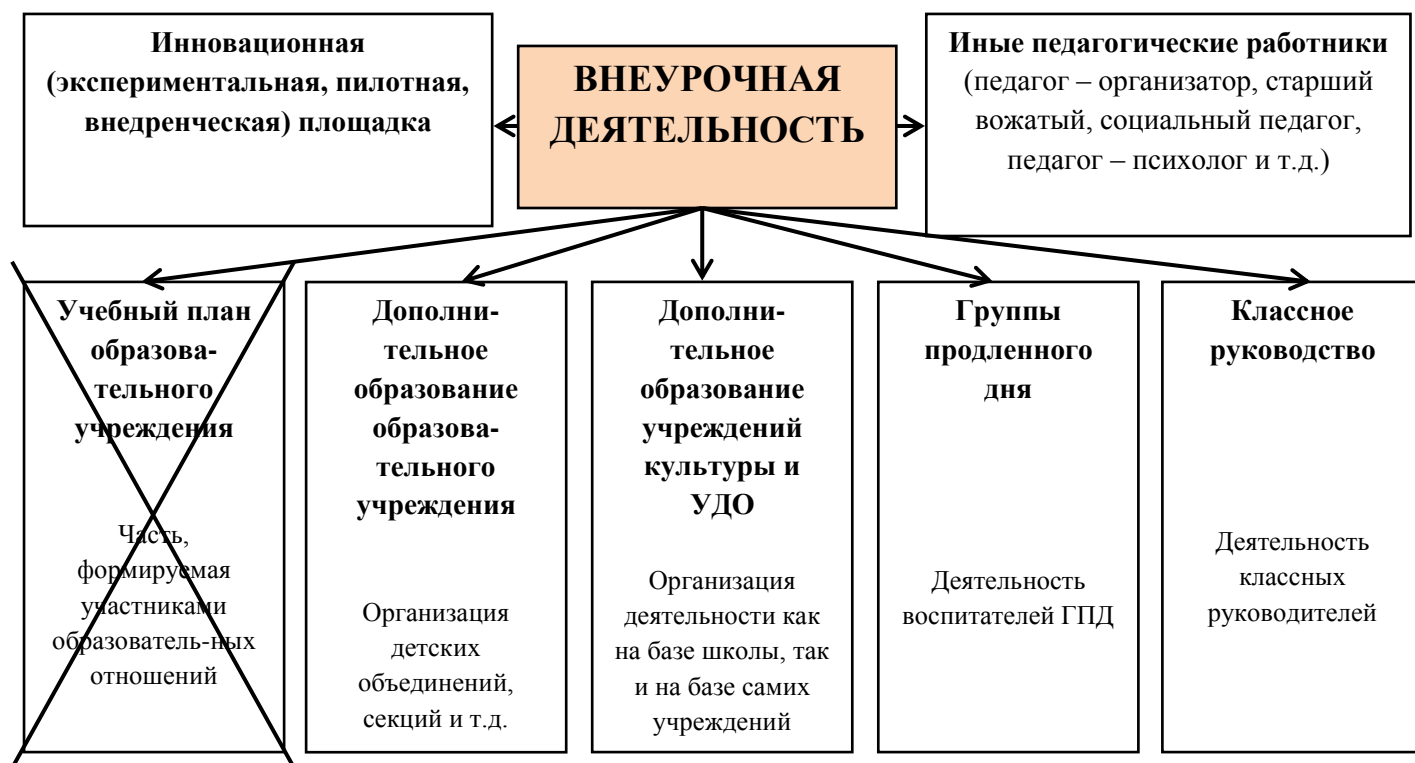 Инновационная
(экспериментальная, пилотная,
внедренческая) площадка
ВНЕУРОЧНАЯ
ДЕЯТЕЛЬНОСТЬ
Иные педагогические работники
(педагог – организатор, старший
вожатый, социальный педагог,
педагог – психолог и т.д.)
Учебный план
образова-
тельного
учреждения
Часть,
формируемая
участниками
образователь-ных
отношений
Дополни-
тельное
образование
образова-
тельного
учреждения
Организация
детских
объединений,
секций и т.д.
Дополни-
тельное
образование
учреждений
культуры и
УДО
Организация
деятельности как
на базе школы, так
и на базе самих
учреждений
Группы
продленного
дня
Деятельность
воспитателей ГПД
Классное
руководство
Деятельность
классных
руководителей